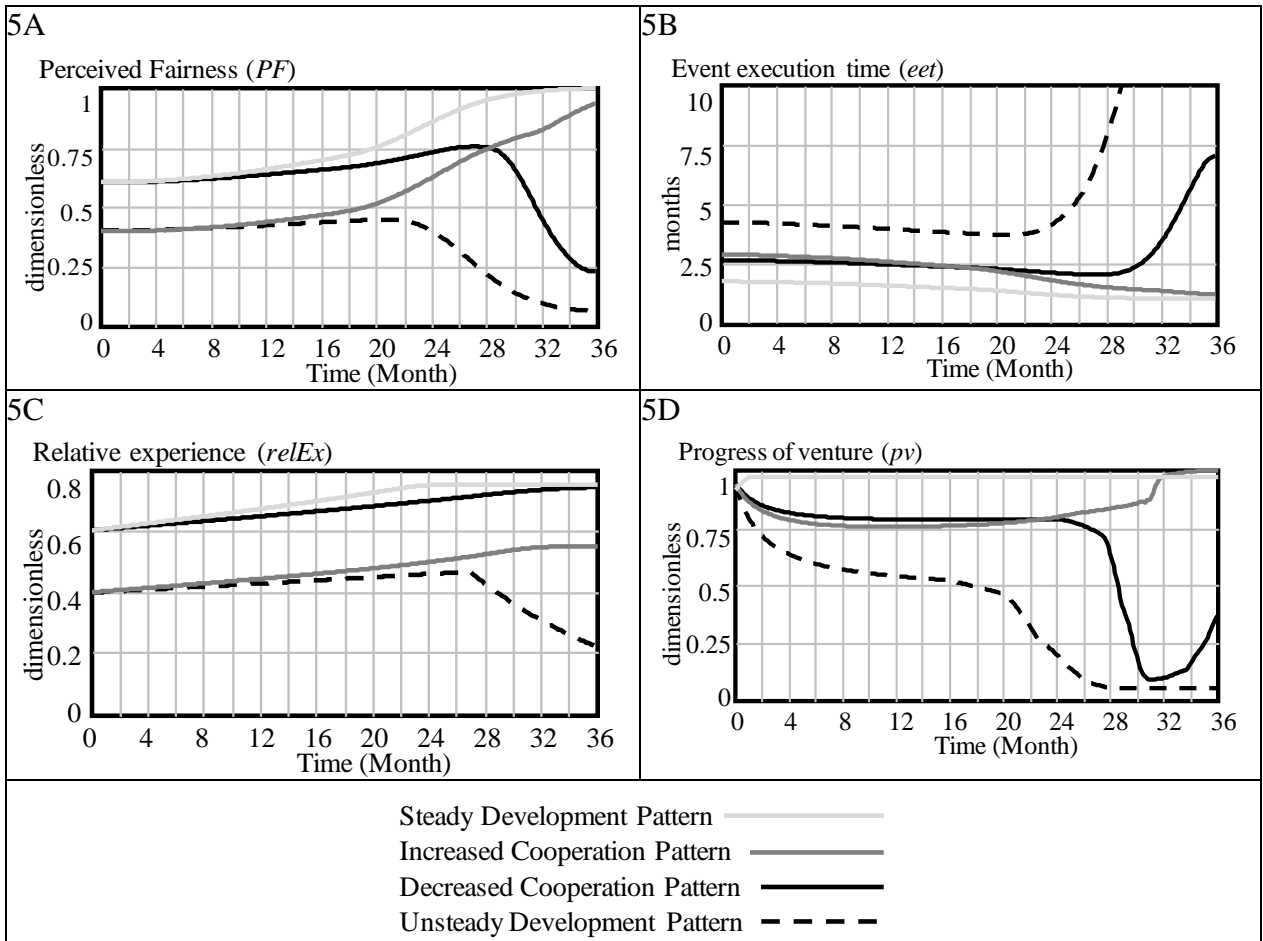 5A
Perceived Fairness (PF)
dimensionless
1
0.75
0.5
0.25
0
0 4 8 12 16 20 24 28 32 36
Time (Month)
5B
Event execution time (eet)
months
10
7.5
5
2.5
0
0 4 8 12 16 20 24 28 32 36
Time (Month)
5C
Relative experience (relEx)
dimensionless
0.8
0.6
0.4
0.2
0
0 4 8 12 16 20 24 28 32 36
Time (Month)
5D
Progress of venture (pv)
dimensionless
1
0.75
0.5
0.25
0
0 4 8 12 16 20 24 28 32 36
Time (Month)
Steady Development Pattern
Increased Cooperation Pattern
Decreased Cooperation Pattern
Unsteady Development Pattern